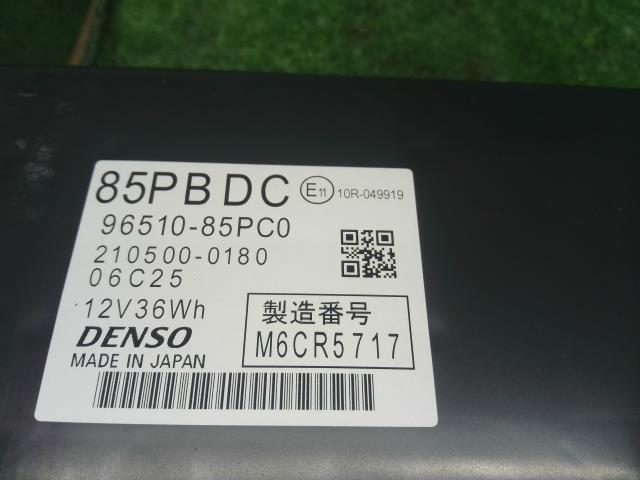 85PBDC E11 10R-049919
96510-85PC0
210500-0180
06C25
12V36Wh
DENSO
MADE IN JAPAN
製造番号
M6CR5717